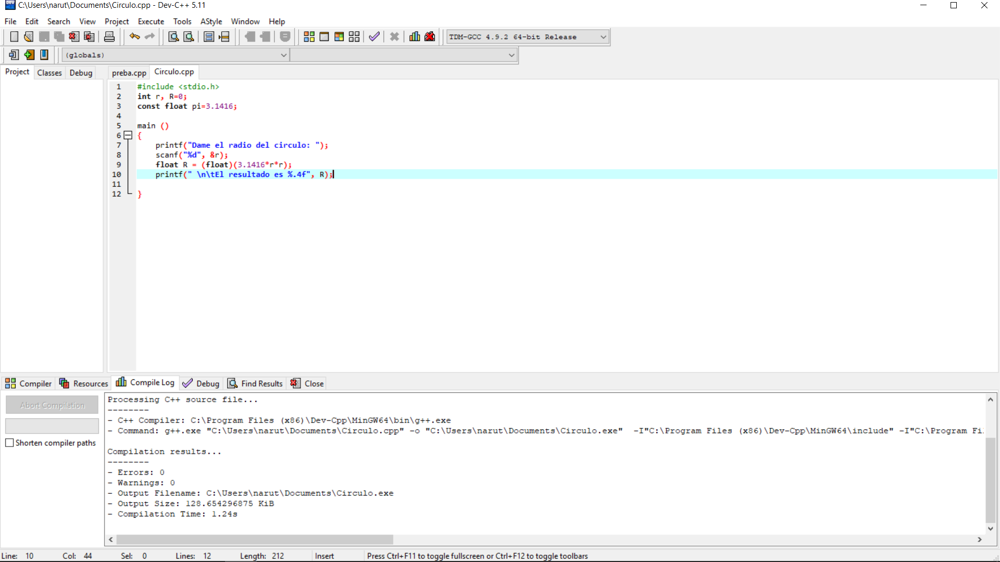 C:\Users\narut\Documents\Circulo.cpp - Dev-C++ 5.11
File Edit Search View Project Execute Tools AStyle Window Help
TDM-GCC 4.9.2 64-bit Release
(globals)
Project Classes Debug
preba.cpp Circulo.cpp
1 #include <stdio.h>
2 int r, R=0;
3 const float pi=3.1416;
4
5 main ()
6 {
7 printf("Dame el radio del circulo: ");
8 scanf("%d", &r);
9 float R = (float)(3.1416*r*r);
10 printf(" \n\tEl resultado es %.4f", R);
11
12 }
Compiler Resources Compile Log Debug Find Results Close
Abort Compilation
Shorten compiler paths
Processing C++ source file...
--------
- C++ Compiler: C:\Program Files (x86)\Dev-Cpp\MinGW64\bin\g++.exe
- Command: g++.exe "C:\Users\narut\Documents\Circulo.cpp" -o "C:\Users\narut\Documents\Circulo.exe"  -I"C:\Program Files (x86)\Dev-Cpp\MinGW64\include" -I"C:\Program Fi
Compilation results...
--------
- Errors: 0
- Warnings: 0
- Output Filename: C:\Users\narut\Documents\Circulo.exe
- Output Size: 128.654296875 KiB
- Compilation Time: 1.24s
Line: 10 Col: 44 Sel: 0 Lines: 12 Length: 212 Insert Press Ctrl+F11 to toggle fullscreen or Ctrl+F12 to toggle toolbars